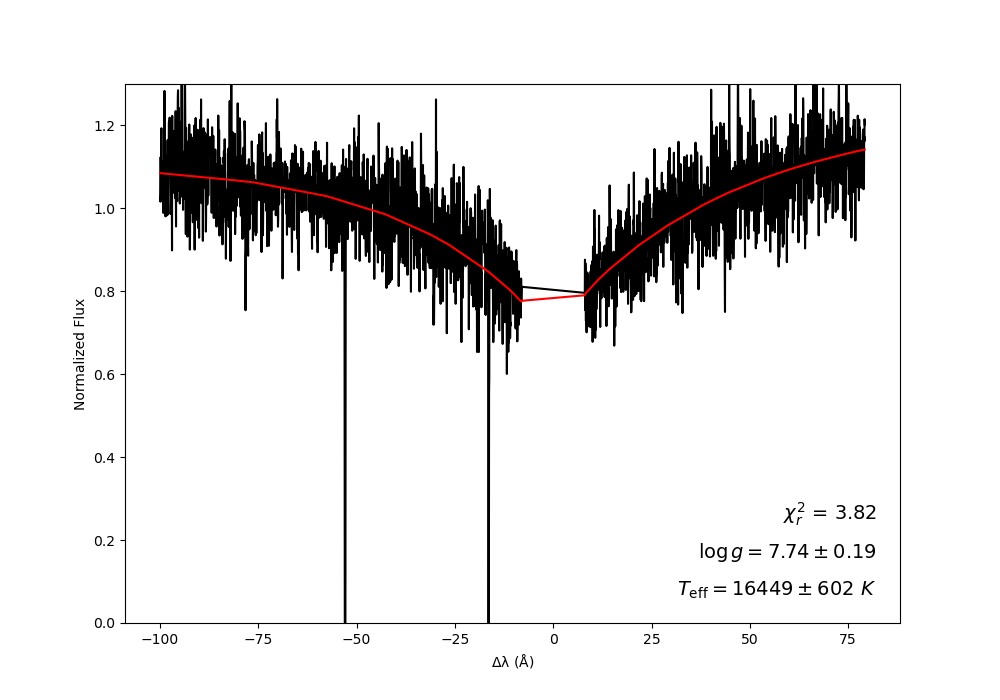 1.2
1.0
0.8
0.6
0.4
0.2
0.0
Normalized Flux
χ²ᵣ = 3.82
log g = 7.74 ± 0.19
T_eff = 16449 ± 602 K
−100 −75 −50 −25 0 25 50 75
Δλ (Å)